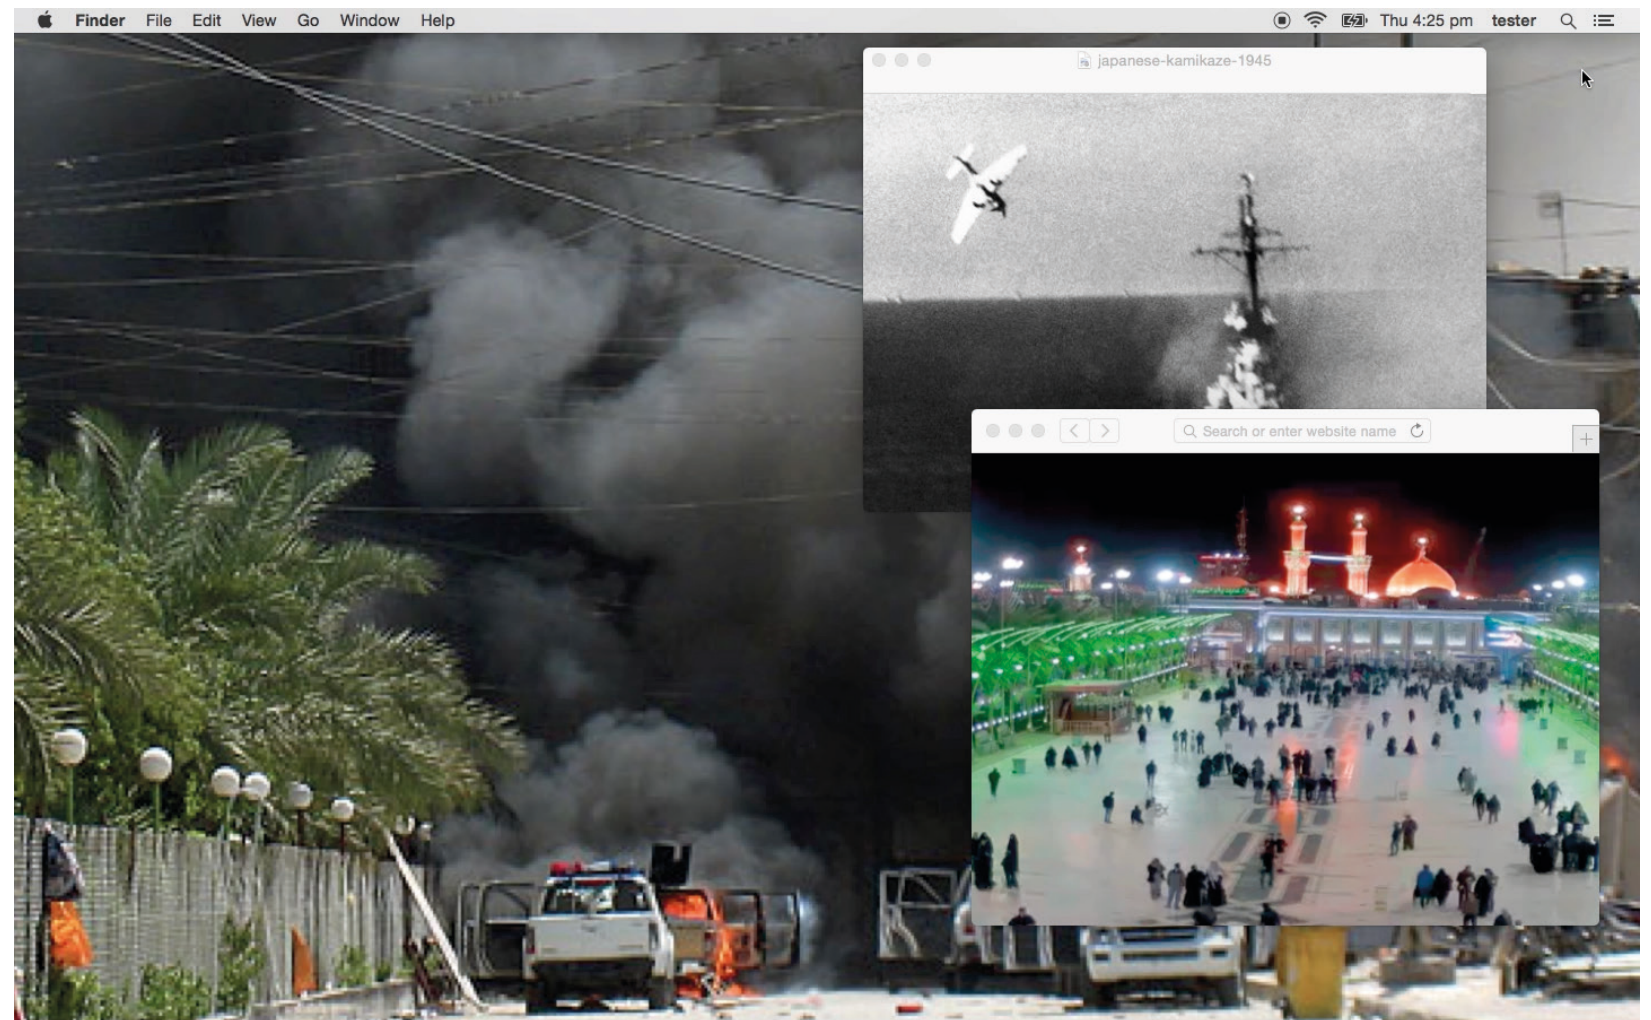 Finder File Edit View Go Window Help Thu 4:25 pm tester
japanese-kamikaze-1945
Search or enter website name